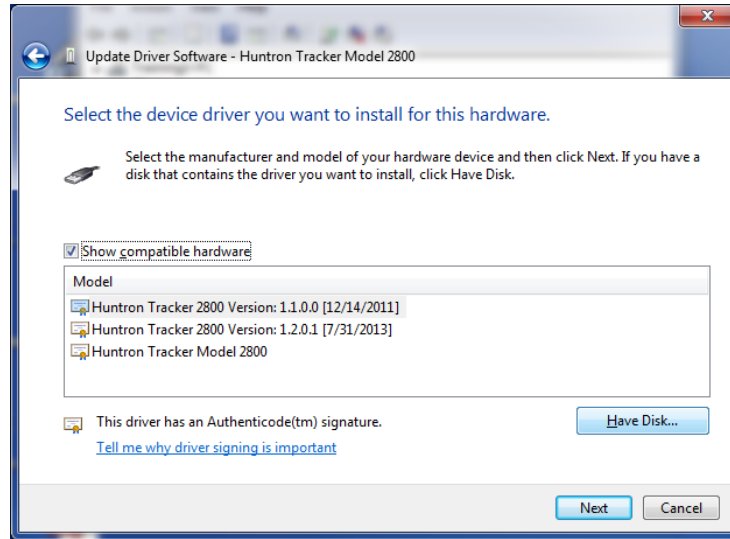 Update Driver Software - Huntron Tracker Model 2800
Select the device driver you want to install for this hardware.
Select the manufacturer and model of your hardware device and then click Next. If you have a
disk that contains the driver you want to install, click Have Disk.
Show compatible hardware
Model
Huntron Tracker 2800 Version: 1.1.0.0 [12/14/2011]
Huntron Tracker 2800 Version: 1.2.0.1 [7/31/2013]
Huntron Tracker Model 2800
This driver has an Authenticode(tm) signature.
Have Disk...
Tell me why driver signing is important
Next
Cancel